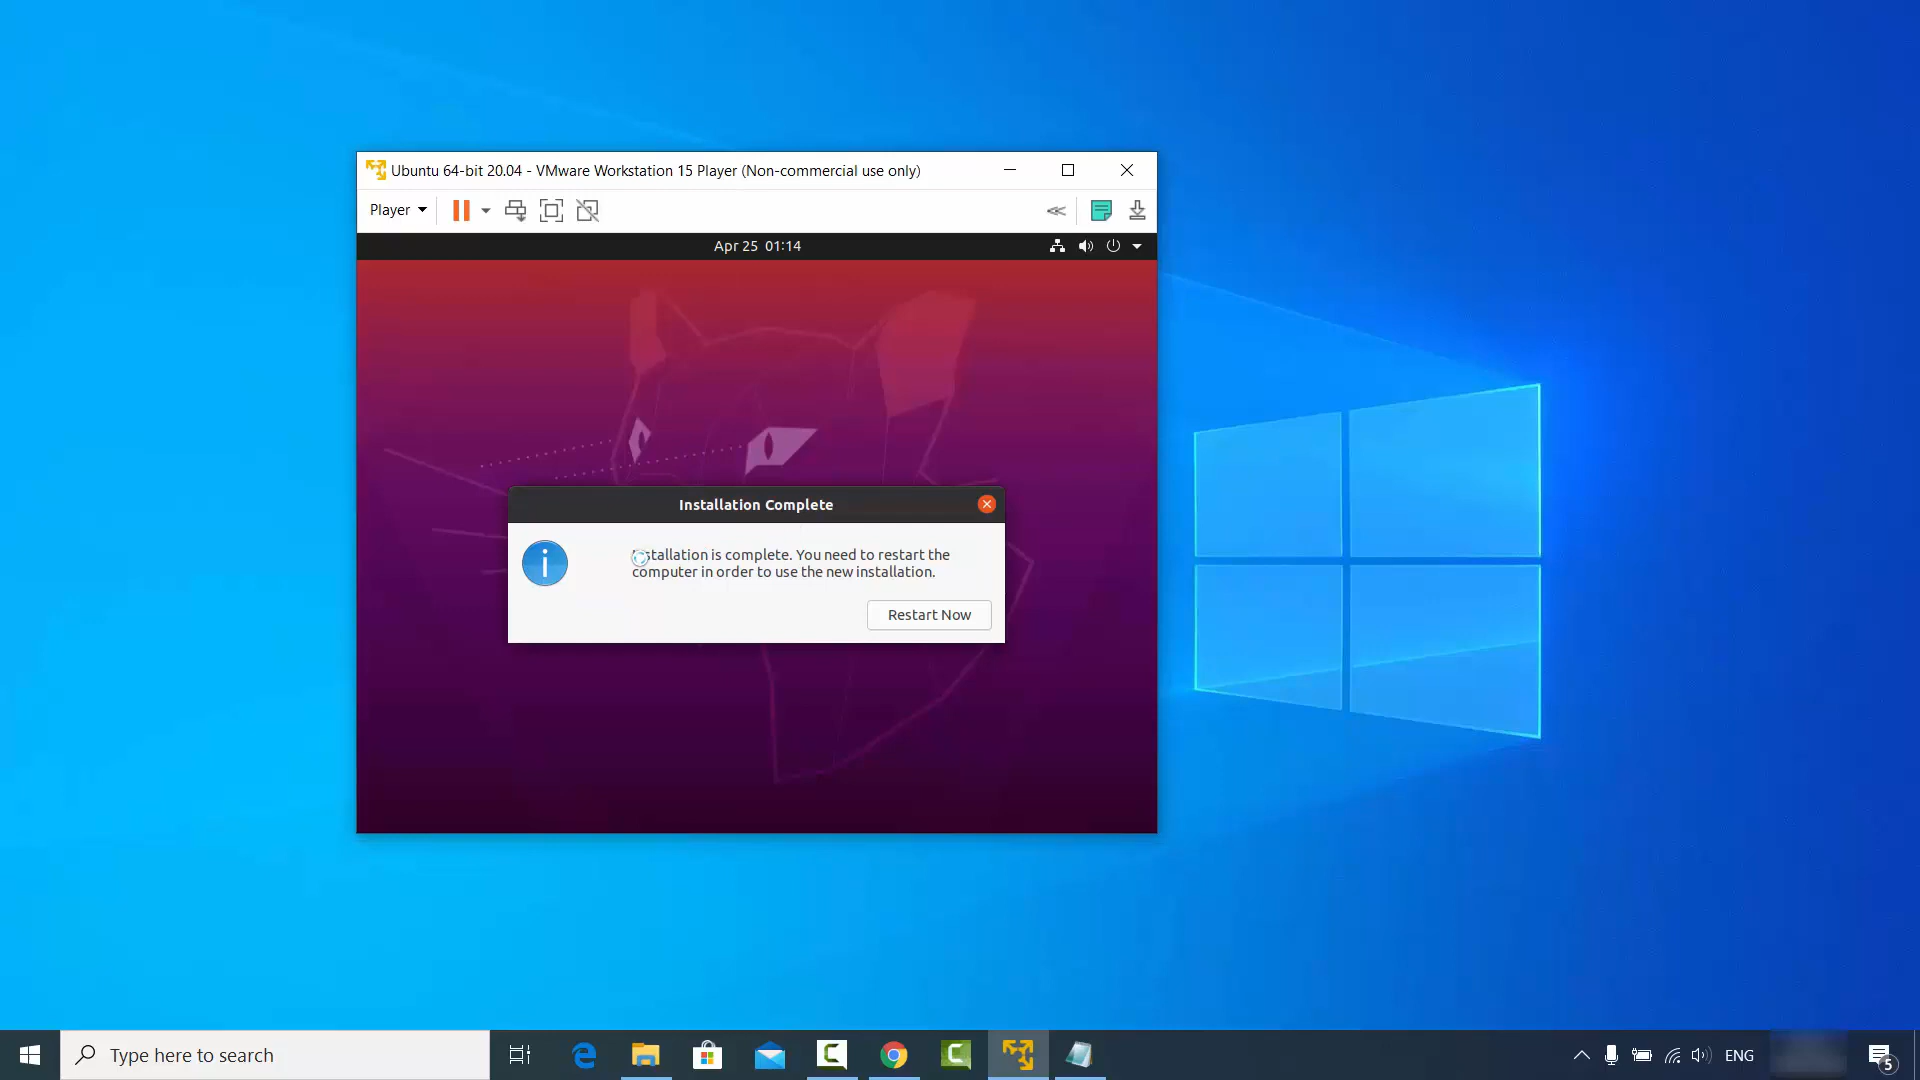 Ubuntu 64-bit 20.04 - VMware Workstation 15 Player (Non-commercial use only)
Player
Apr 25 01:14
Installation Complete
stallation is complete. You need to restart the
computer in order to use the new installation.
Restart Now
Type here to search
ENG
5